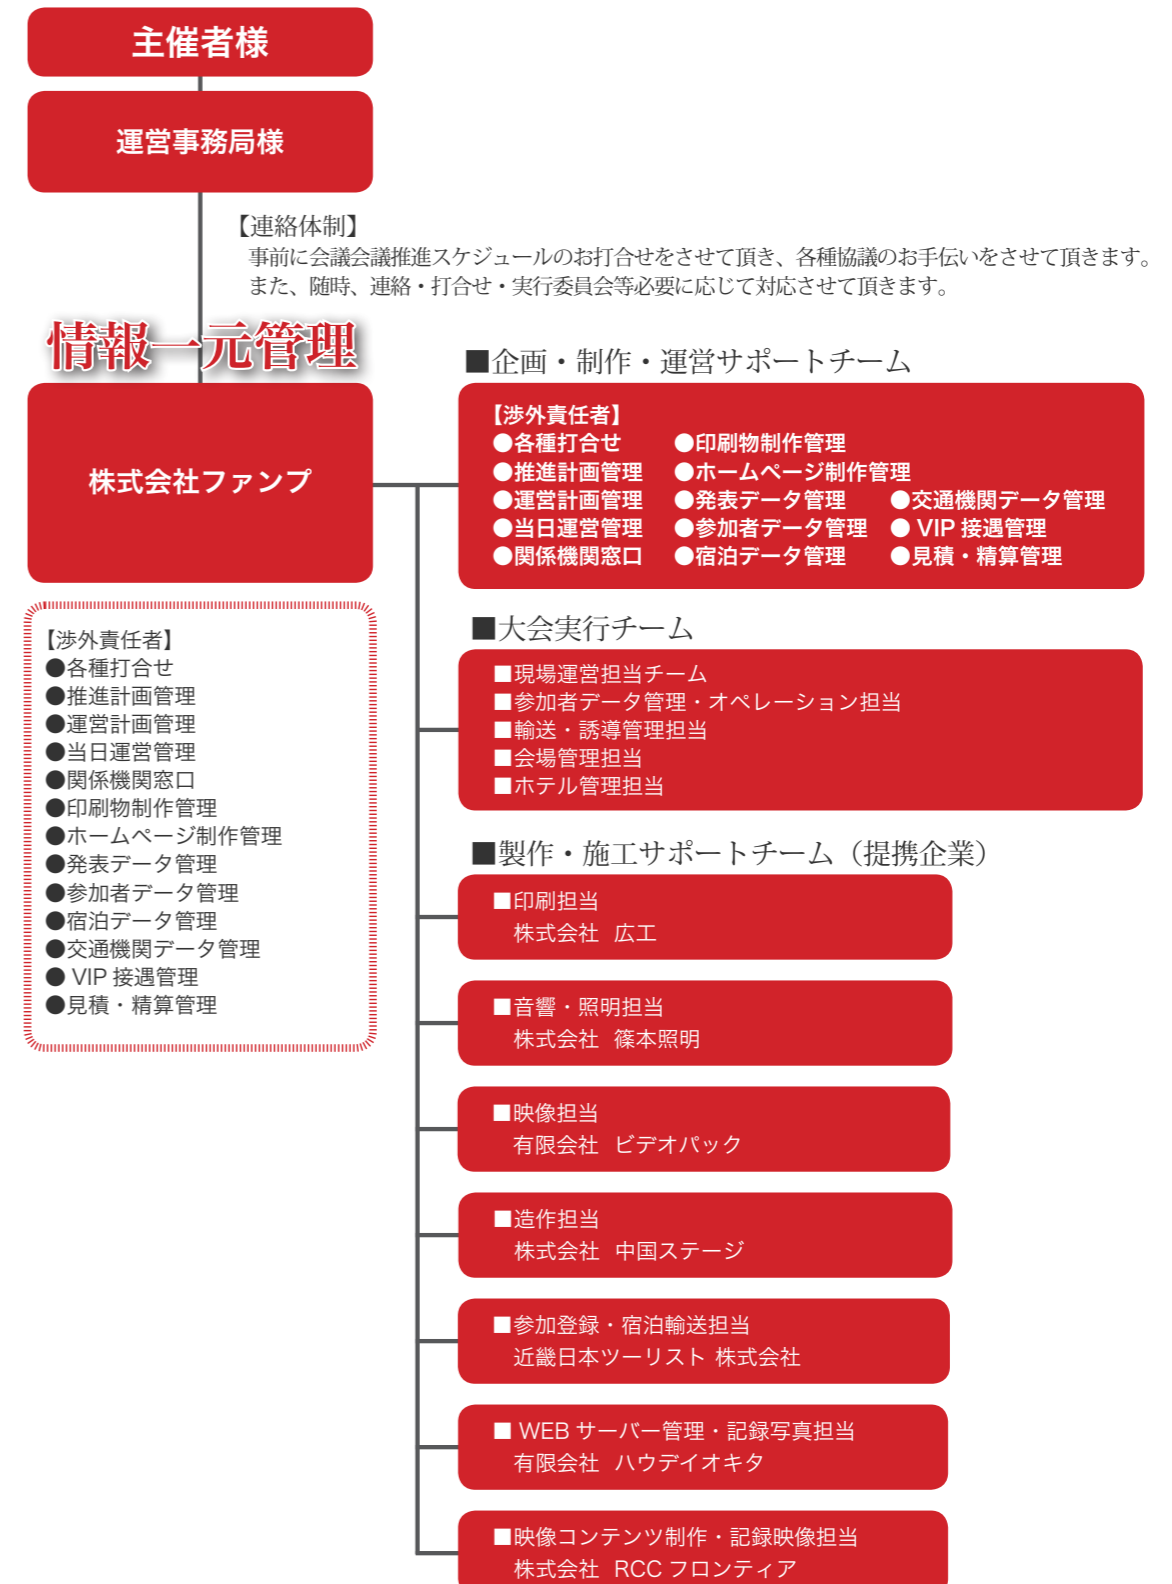 主催者様
運営事務局様
【連絡体制】
事前に会議会議推進スケジュールのお打合せをさせて頂き、各種協議のお手伝いをさせて頂きます。
また、随時、連絡・打合せ・実行委員会等必要に応じて対応させて頂きます。
情報一元管理
株式会社ファンプ
【渉外責任者】
●各種打合せ
●推進計画管理
●運営計画管理
●当日運営管理
●関係機関窓口
●印刷物制作管理
●ホームページ制作管理
●発表データ管理
●参加者データ管理
●宿泊データ管理
●交通機関データ管理
● VIP 接遇管理
●見積・精算管理
■企画・制作・運営サポートチーム
【渉外責任者】
●各種打合せ ●印刷物制作管理
●推進計画管理 ●ホームページ制作管理
●運営計画管理 ●発表データ管理 ●交通機関データ管理
●当日運営管理 ●参加者データ管理 ● VIP 接遇管理
●関係機関窓口 ●宿泊データ管理 ●見積・精算管理
■大会実行チーム
■現場運営担当チーム
■参加者データ管理・オペレーション担当
■輸送・誘導管理担当
■会場管理担当
■ホテル管理担当
■製作・施工サポートチーム（提携企業）
■印刷担当
株式会社 広工
■音響・照明担当
株式会社 篠本照明
■映像担当
有限会社 ビデオパック
■造作担当
株式会社 中国ステージ
■参加登録・宿泊輸送担当
近畿日本ツーリスト 株式会社
■ WEB サーバー管理・記録写真担当
有限会社 ハウデイオキタ
■映像コンテンツ制作・記録映像担当
株式会社 RCC フロンティア